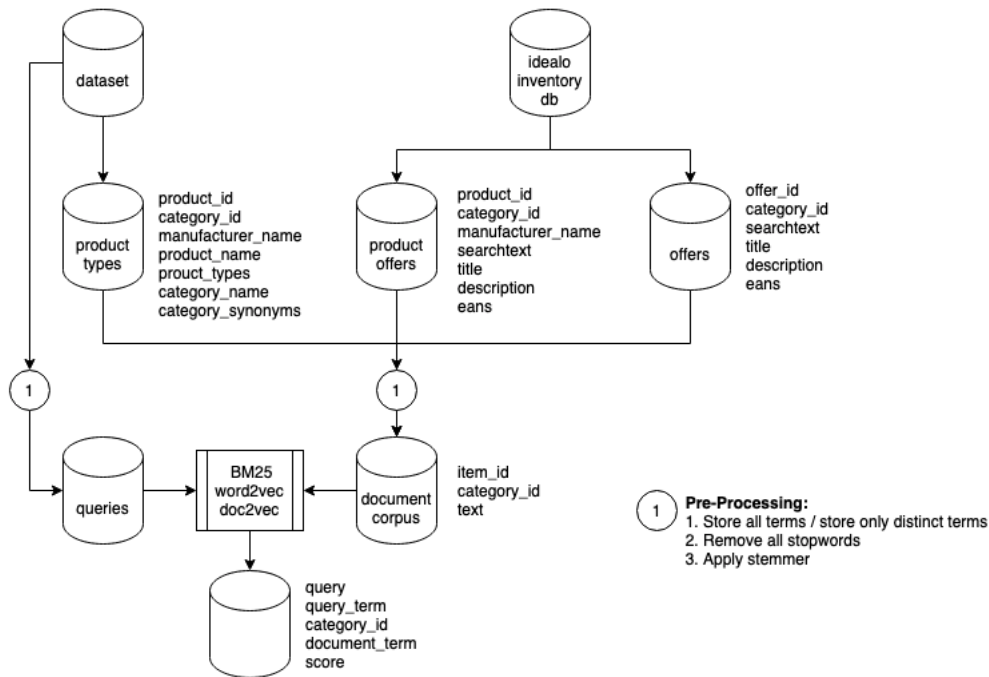 dataset
idealo
inventory
db
product
types
product_id
category_id
manufacturer_name
product_name
prouct_types
category_name
category_synonyms
product
offers
product_id
category_id
manufacturer_name
searchtext
title
description
eans
offers
offer_id
category_id
searchtext
title
description
eans
1
1
queries
BM25
word2vec
doc2vec
document
corpus
item_id
category_id
text
1
Pre-Processing:
1. Store all terms / store only distinct terms
2. Remove all stopwords
3. Apply stemmer
query
query_term
category_id
document_term
score